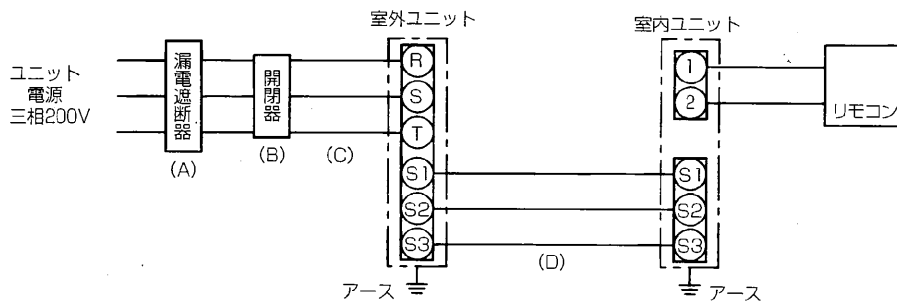 室外ユニット
室内ユニット
ユニット
電源
三相200V
漏電遮断器
(A)
開閉器
(B)
(C)
R
S
T
S1
S2
S3
アース
(D)
1
2
S1
S2
S3
アース
リモコン